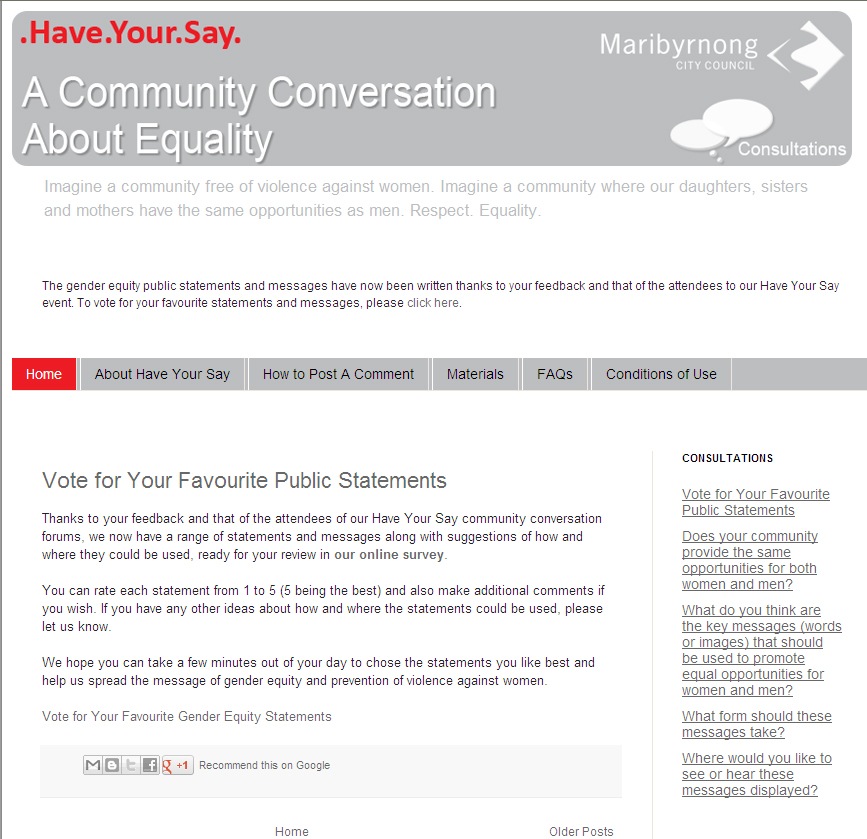 .Have.Your.Say.
Maribyrnong
CITY COUNCIL
A Community Conversation
About Equality
Consultations
Imagine a community free of violence against women. Imagine a community where our daughters, sisters
and mothers have the same opportunities as men. Respect. Equality.
The gender equity public statements and messages have now been written thanks to your feedback and that of the attendees to our Have Your Say
event. To vote for your favourite statements and messages, please click here.
Home
About Have Your Say
How to Post A Comment
Materials
FAQs
Conditions of Use
Vote for Your Favourite Public Statements
Thanks to your feedback and that of the attendees of our Have Your Say community conversation
forums, we now have a range of statements and messages along with suggestions of how and
where they could be used, ready for your review in our online survey.
You can rate each statement from 1 to 5 (5 being the best) and also make additional comments if
you wish. If you have any other ideas about how and where the statements could be used, please
let us know.
We hope you can take a few minutes out of your day to chose the statements you like best and
help us spread the message of gender equity and prevention of violence against women.
Vote for Your Favourite Gender Equity Statements
g +1 Recommend this on Google
Home
Older Posts
CONSULTATIONS
Vote for Your Favourite
Public Statements
Does your community
provide the same
opportunities for both
women and men?
What do you think are
the key messages (words
or images) that should
be used to promote
equal opportunities for
women and men?
What form should these
messages take?
Where would you like to
see or hear these
messages displayed?